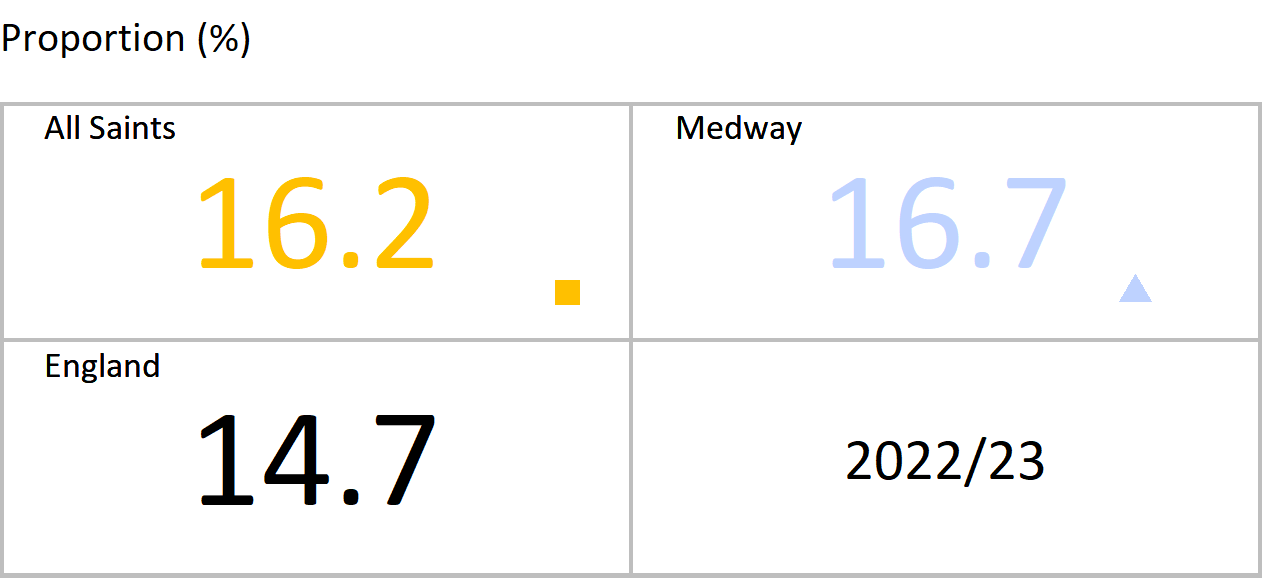 Proportion (%)
All Saints
16.2
Medway
16.7
England
14.7
2022/23